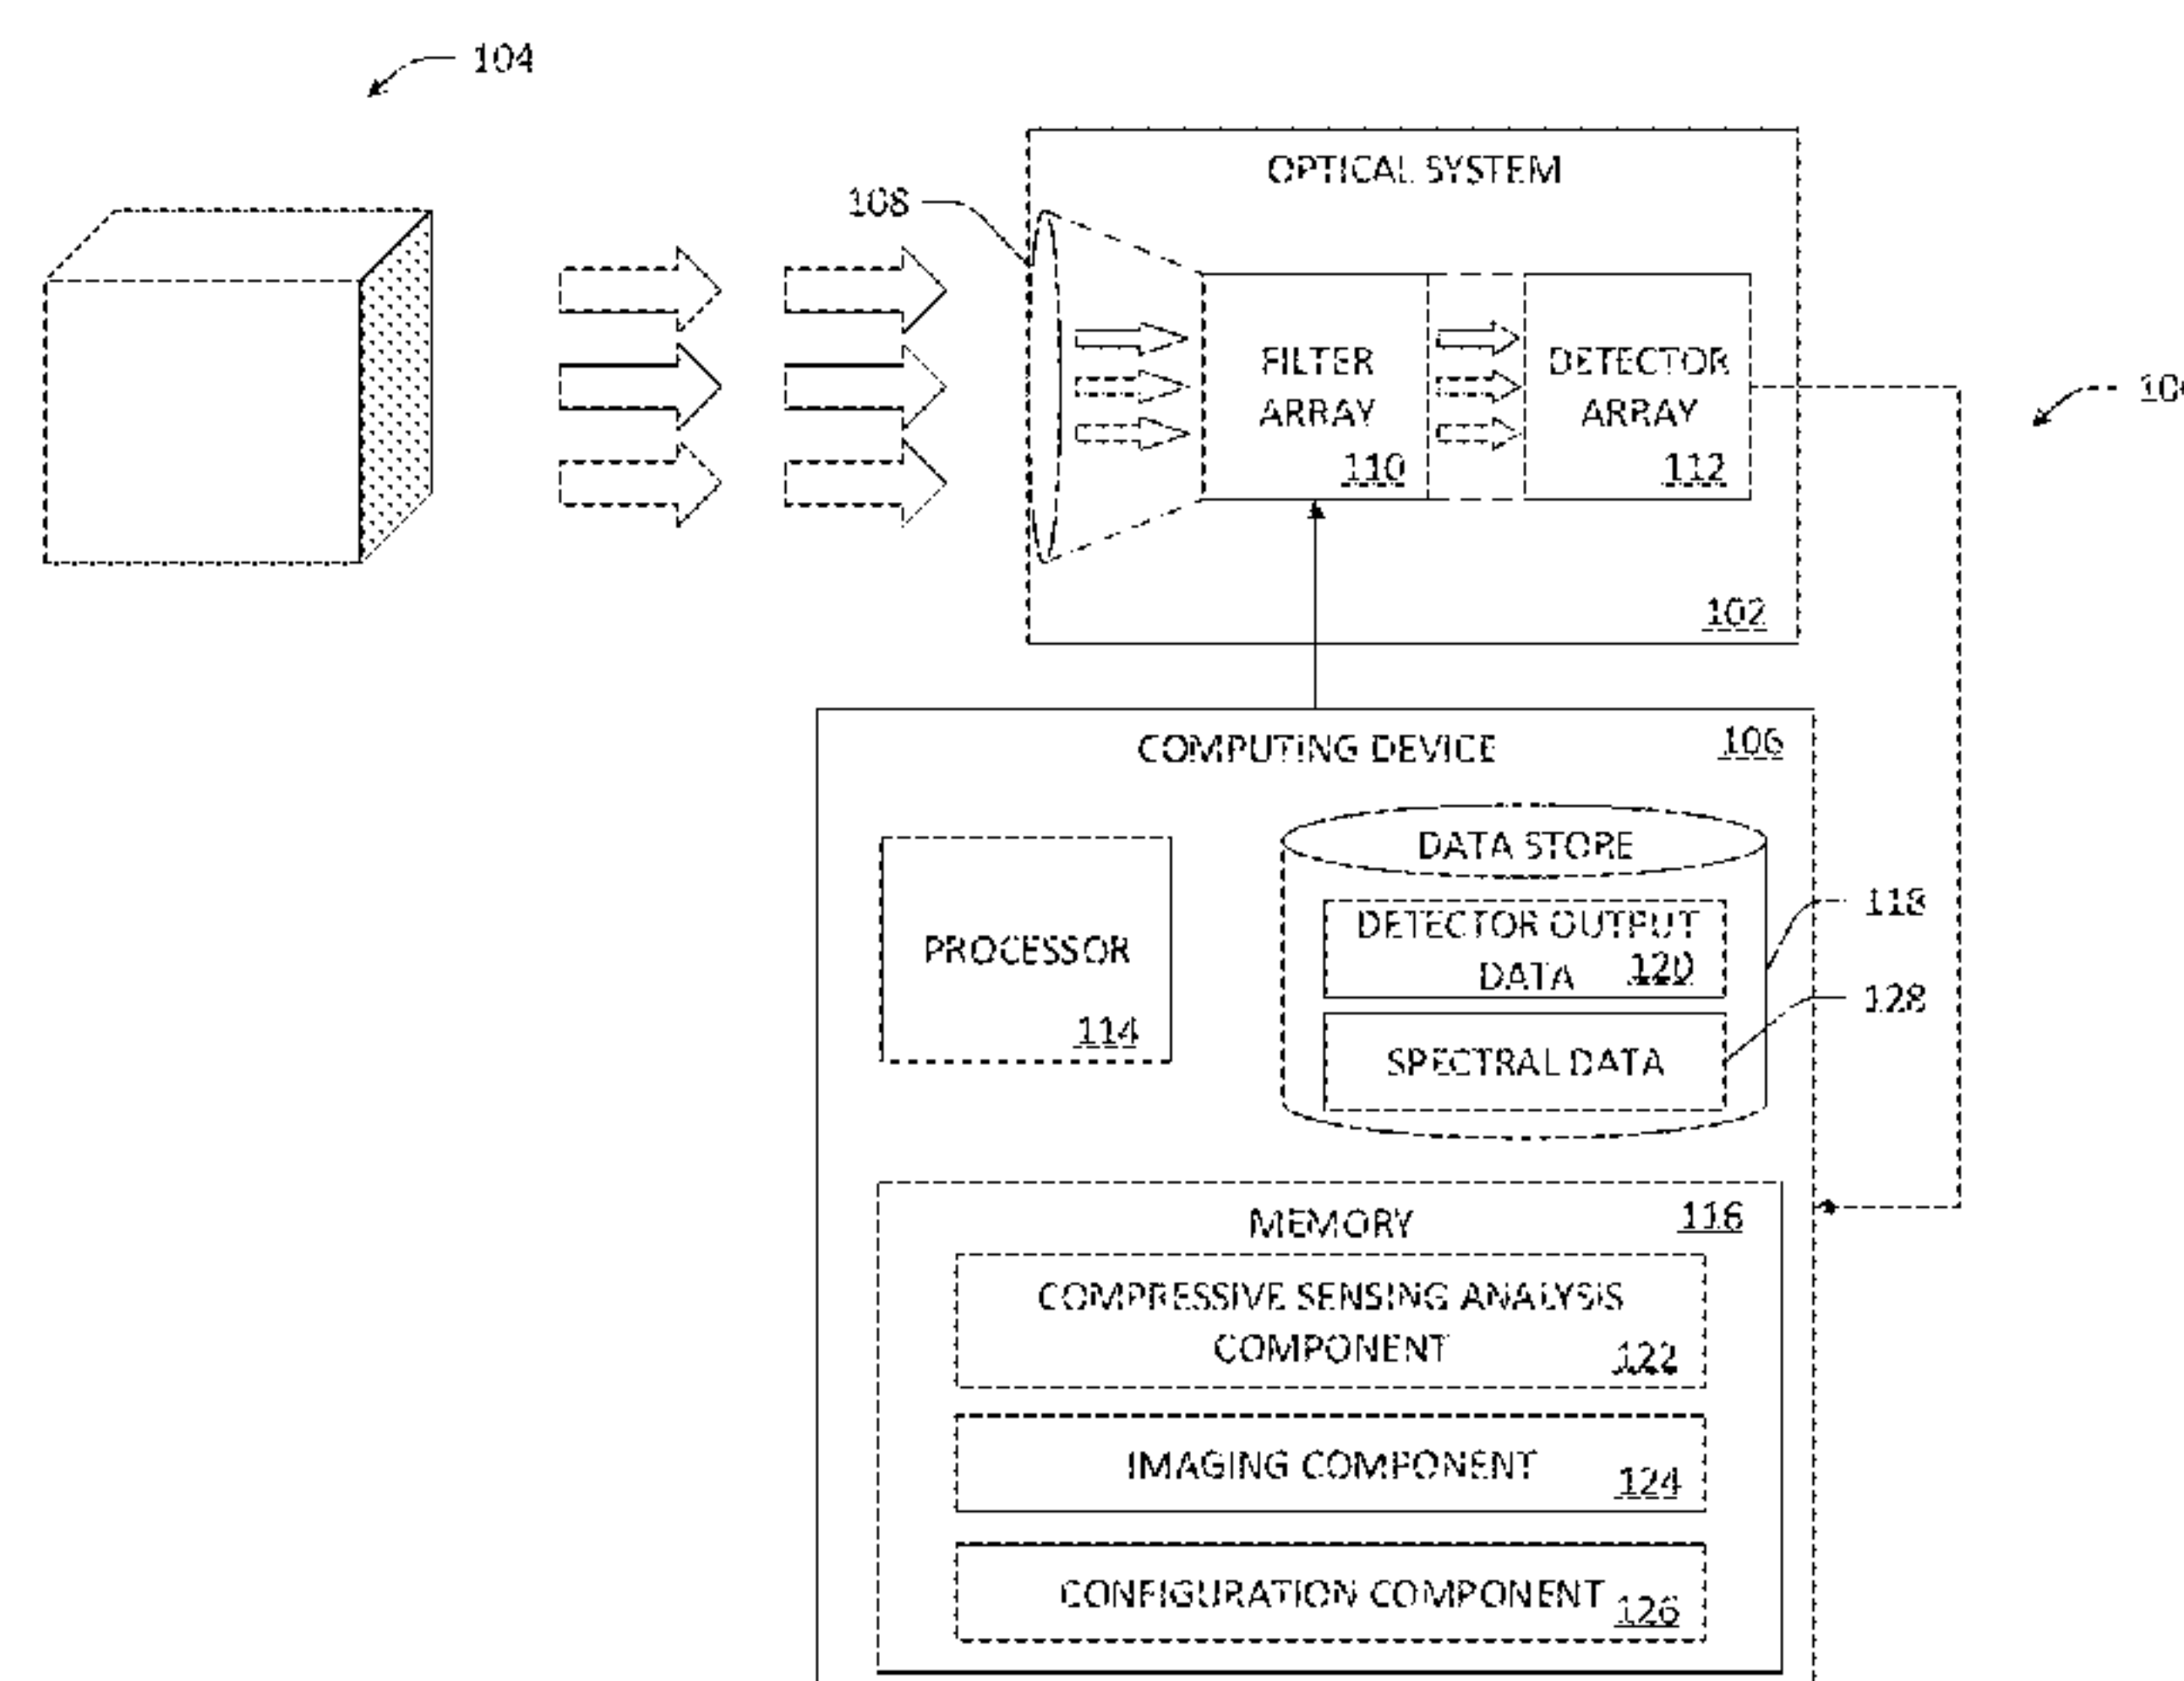 104
OPTICAL SYSTEM
108
FILTER
ARRAY
110
DETECTOR
ARRAY
112
102
COMPUTING DEVICE
106
PROCESSOR
114
DATA STORE
DETECTOR OUTPUT
DATA
120
SPECTRAL DATA
118
128
MEMORY
116
COMPRESSIVE SENSING ANALYSIS
COMPONENT
122
IMAGING COMPONENT
124
CONFIGURATION COMPONENT
126